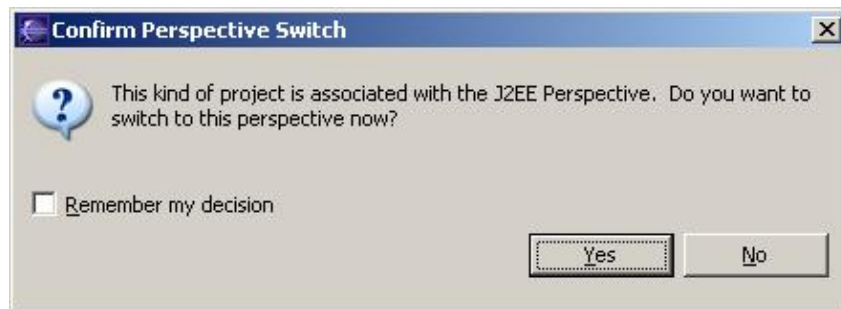 Confirm Perspective Switch
This kind of project is associated with the J2EE Perspective. Do you want to
switch to this perspective now?
Remember my decision
Yes No